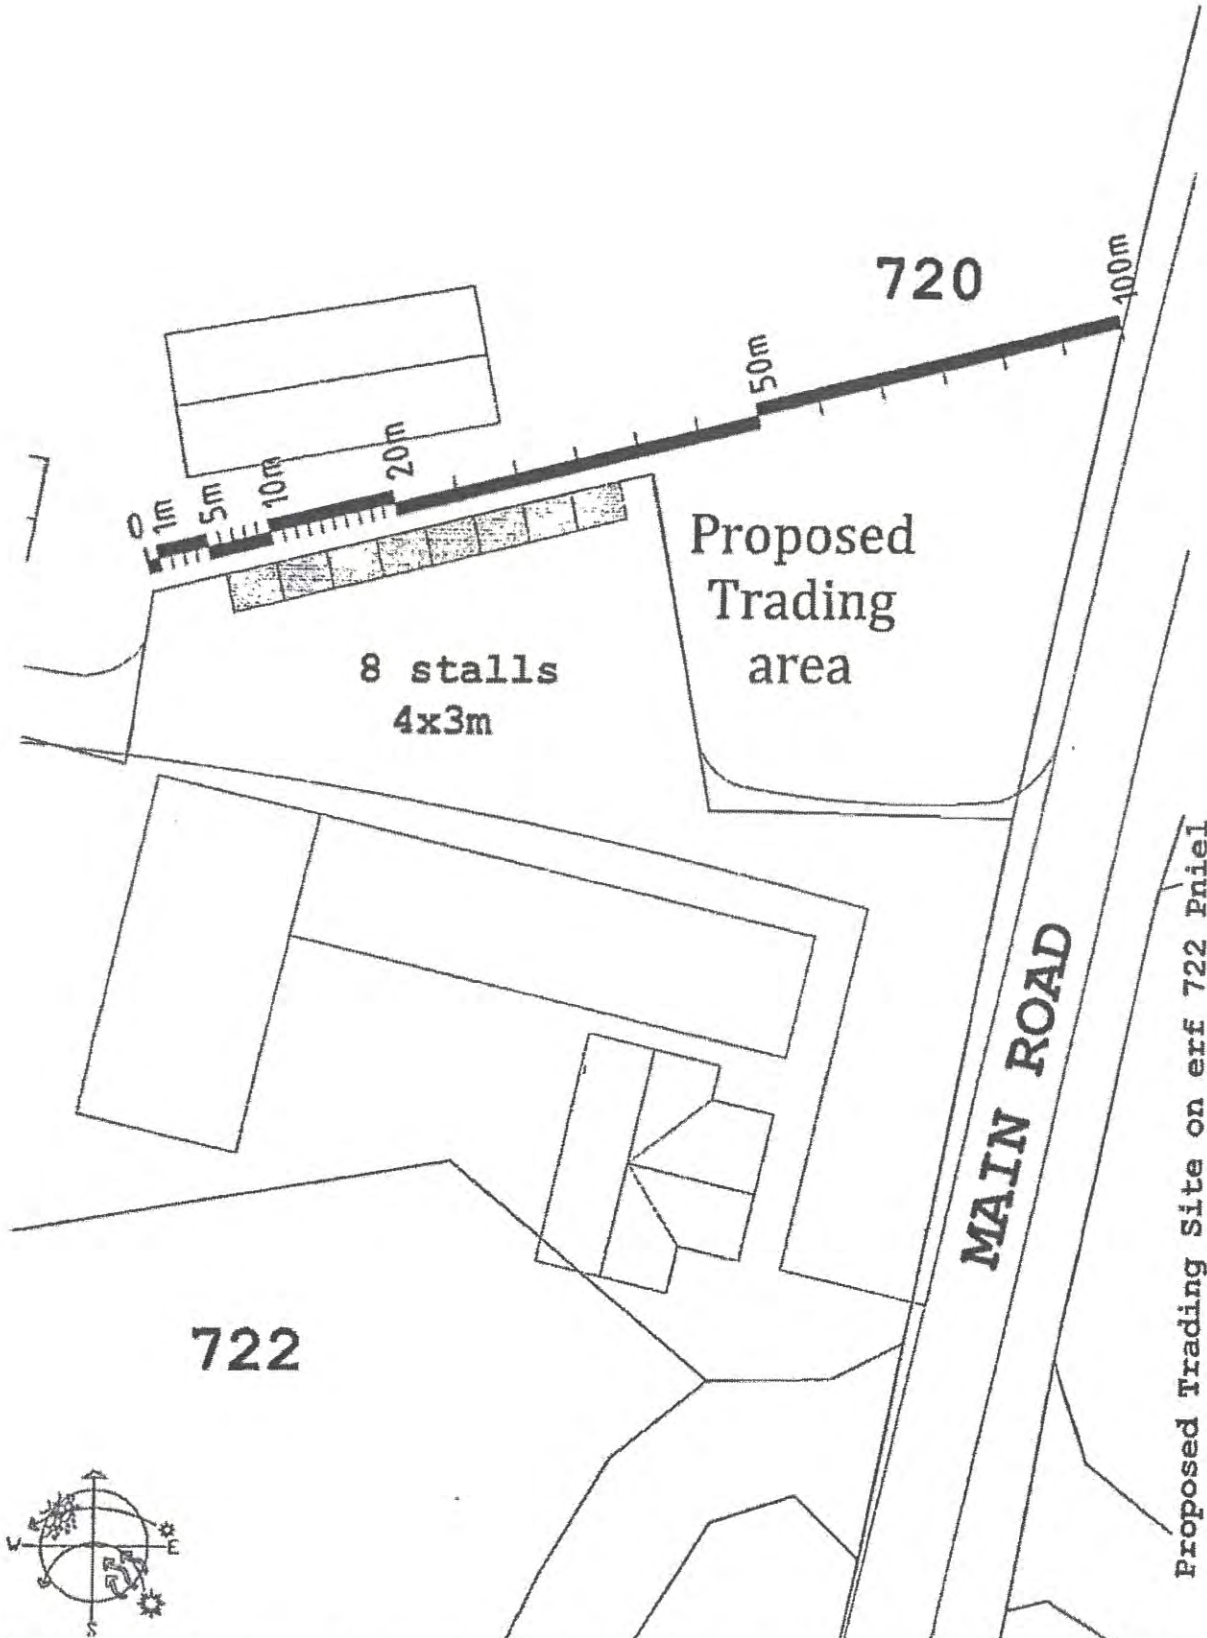 720
100m
50m
20m
10m
5m
1m
0
Proposed
Trading
area
8 stalls
4x3m
MAIN ROAD
722
Proposed Trading Site on erf 722 Pniel
W
E
S